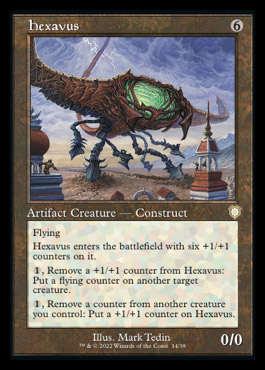 Hexavus 6
Artifact Creature — Construct
Flying
Hexavus enters the battlefield with six +1/+1
counters on it.
1, Remove a +1/+1 counter from Hexavus:
Put a flying counter on another target
creature.
1, Remove a counter from another creature
you control: Put a +1/+1 counter on Hexavus.
Illus. Mark Tedin
™ & © 2022 Wizards of the Coast 14/38
0/0